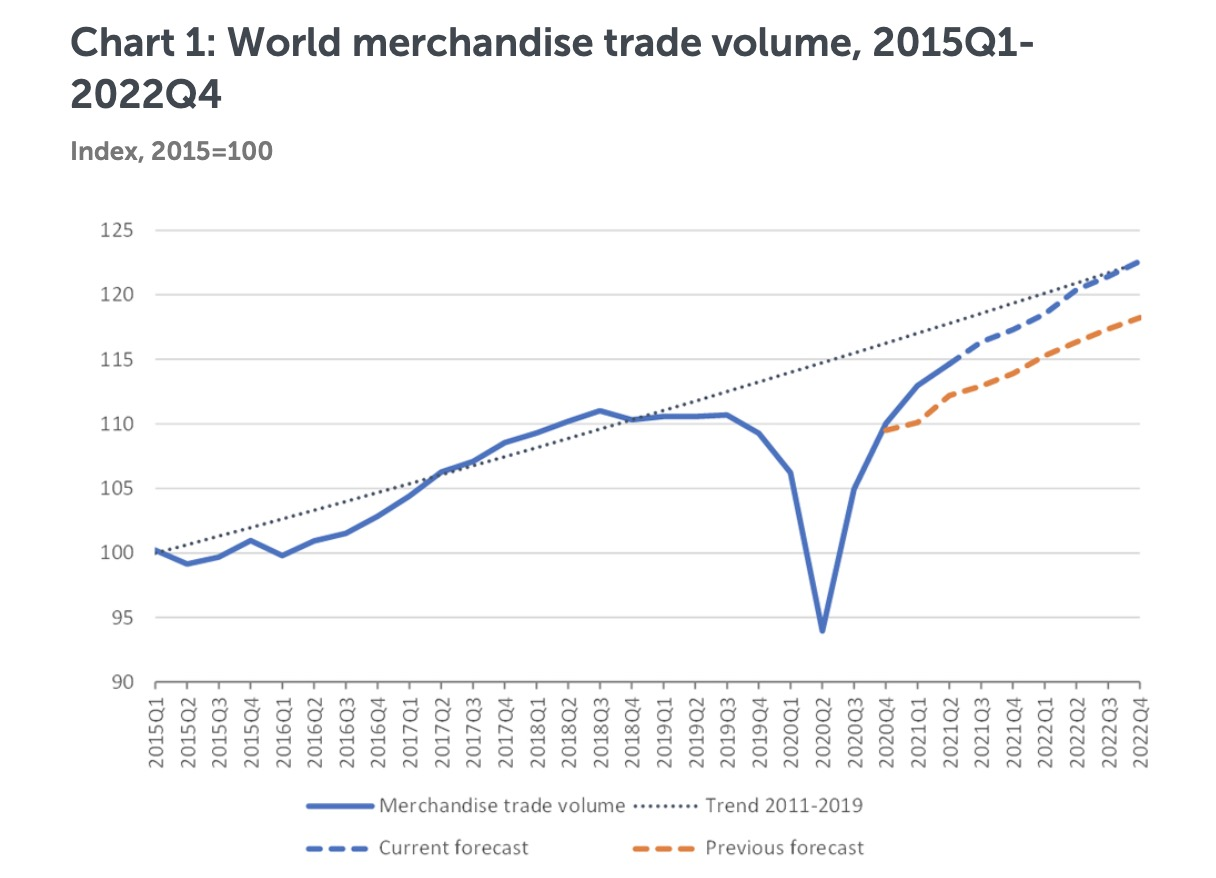 Chart 1: World merchandise trade volume, 2015Q1-
2022Q4
Index, 2015=100
125
120
115
110
105
100
95
90
2015Q1
2015Q2
2015Q3
2015Q4
2016Q1
2016Q2
2016Q3
2016Q4
2017Q1
2017Q2
2017Q3
2017Q4
2018Q1
2018Q2
2018Q3
2018Q4
2019Q1
2019Q2
2019Q3
2019Q4
2020Q1
2020Q2
2020Q3
2020Q4
2021Q1
2021Q2
2021Q3
2021Q4
2022Q1
2022Q2
2022Q3
2022Q4
Merchandise trade volume
Trend 2011-2019
Current forecast
Previous forecast